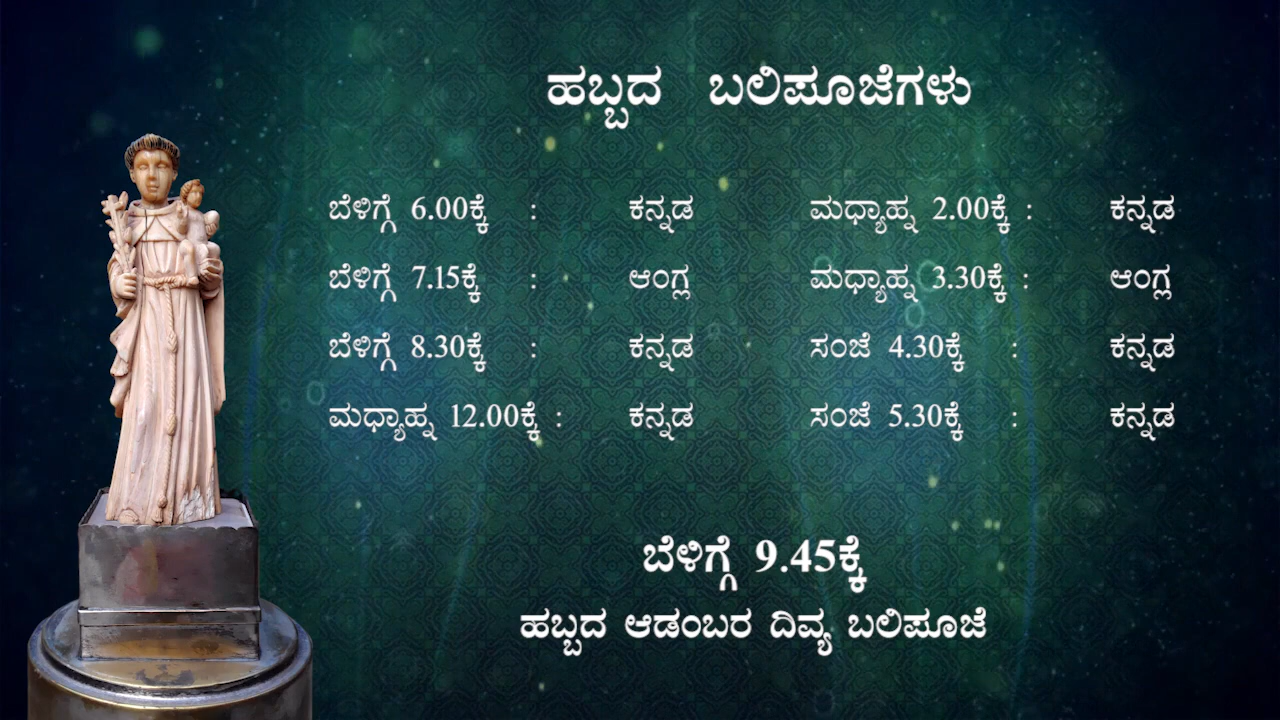 ಹಬ್ಬದ ಬಲಿಪೂಜೆಗಳು
ಬೆಳಿಗ್ಗೆ 6.00ಕ್ಕೆ : ಕನ್ನಡ
ಬೆಳಿಗ್ಗೆ 7.15ಕ್ಕೆ : ಆಂಗ್ಲ
ಬೆಳಿಗ್ಗೆ 8.30ಕ್ಕೆ : ಕನ್ನಡ
ಮಧ್ಯಾಹ್ನ 12.00ಕ್ಕೆ : ಕನ್ನಡ
ಮಧ್ಯಾಹ್ನ 2.00ಕ್ಕೆ : ಕನ್ನಡ
ಮಧ್ಯಾಹ್ನ 3.30ಕ್ಕೆ : ಆಂಗ್ಲ
ಸಂಜೆ 4.30ಕ್ಕೆ : ಕನ್ನಡ
ಸಂಜೆ 5.30ಕ್ಕೆ : ಕನ್ನಡ
ಬೆಳಿಗ್ಗೆ 9.45ಕ್ಕೆ
ಹಬ್ಬದ ಆಡಂಬರ ದಿವ್ಯ ಬಲಿಪೂಜೆ